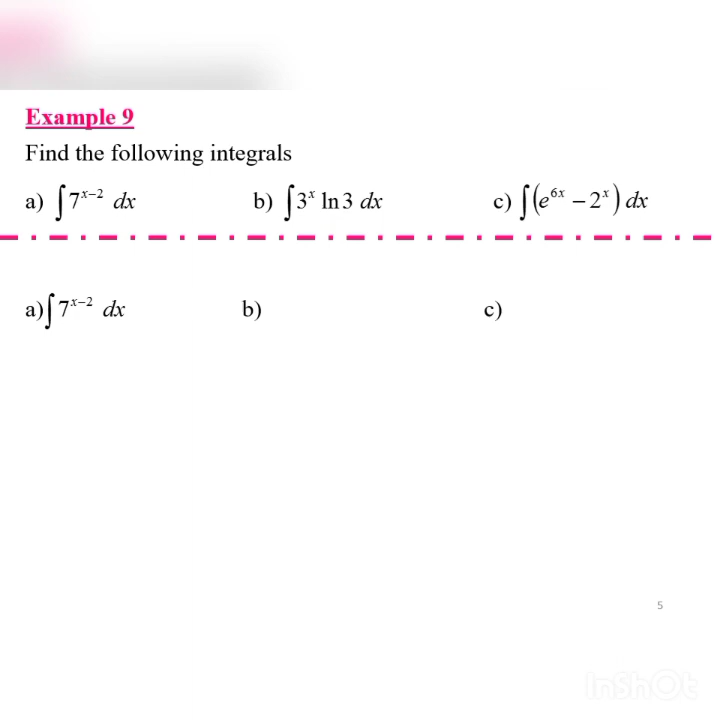 Example 9
Find the following integrals
a) ∫7^{x−2} dx b) ∫3^x ln 3 dx c) ∫(e^{6x} − 2^x) dx
a)∫7^{x−2} dx b) c)
5
InShOt